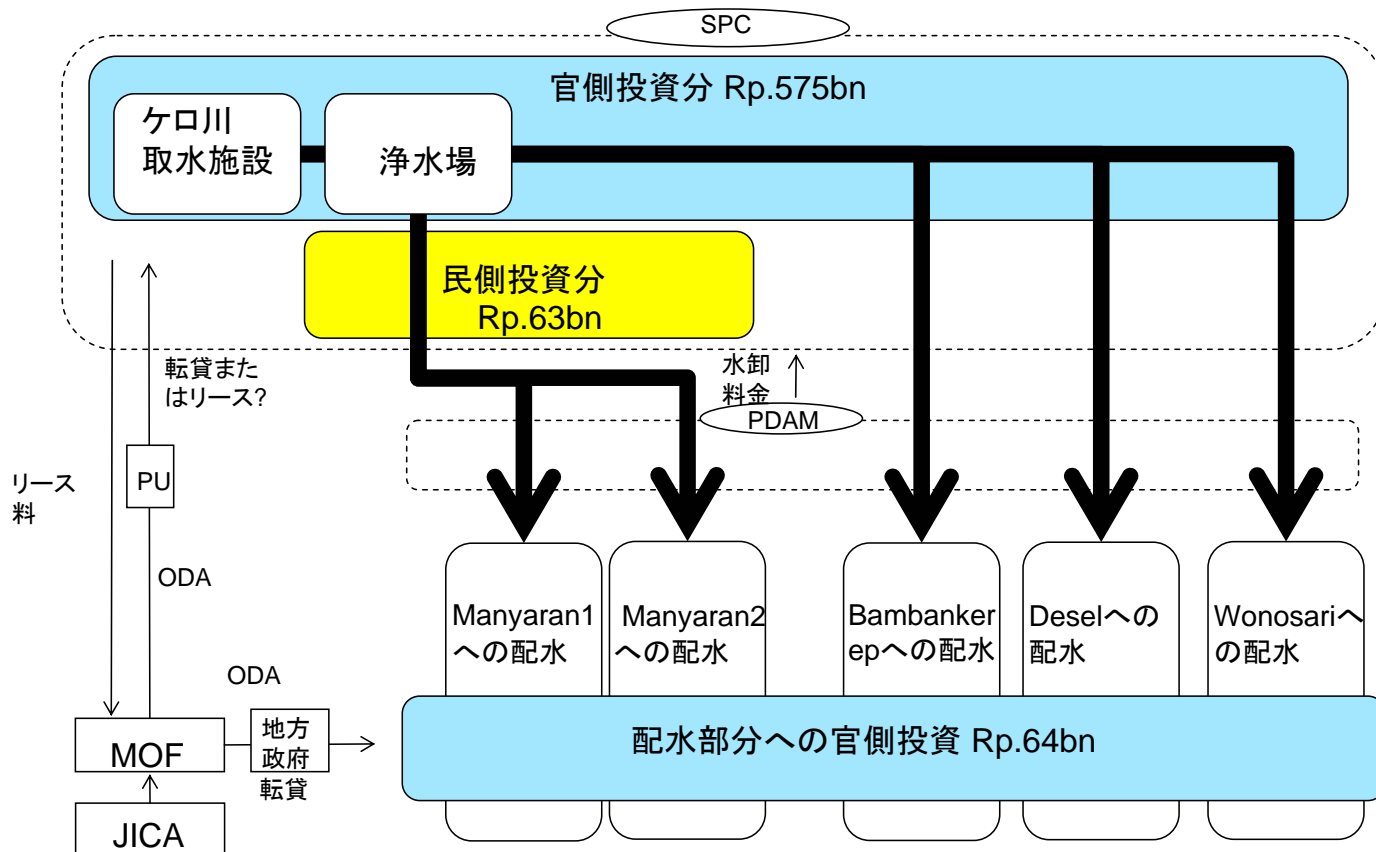 SPC
官側投資分 Rp.575bn
ケロ川
取水施設
浄水場
民側投資分
Rp.63bn
転貸また
はリース?
水卸
料金
PDAM
リース
料
PU
ODA
Manyaran1
への配水
Manyaran2
への配水
Bambanker
epへの配水
Deselへの
配水
Wonosariへ
の配水
ODA
MOF
地方
政府
転貸
配水部分への官側投資 Rp.64bn
JICA